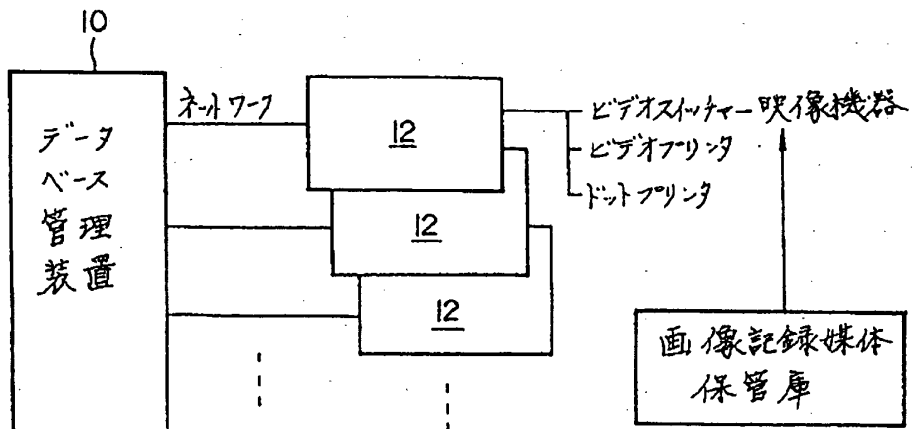 10
データ
ベース
管理
装置
ネットワーク
12
12
12
ビデオスイッチャー映像機器
ビデオプリンタ
ドットプリンタ
画像記録媒体
保管庫